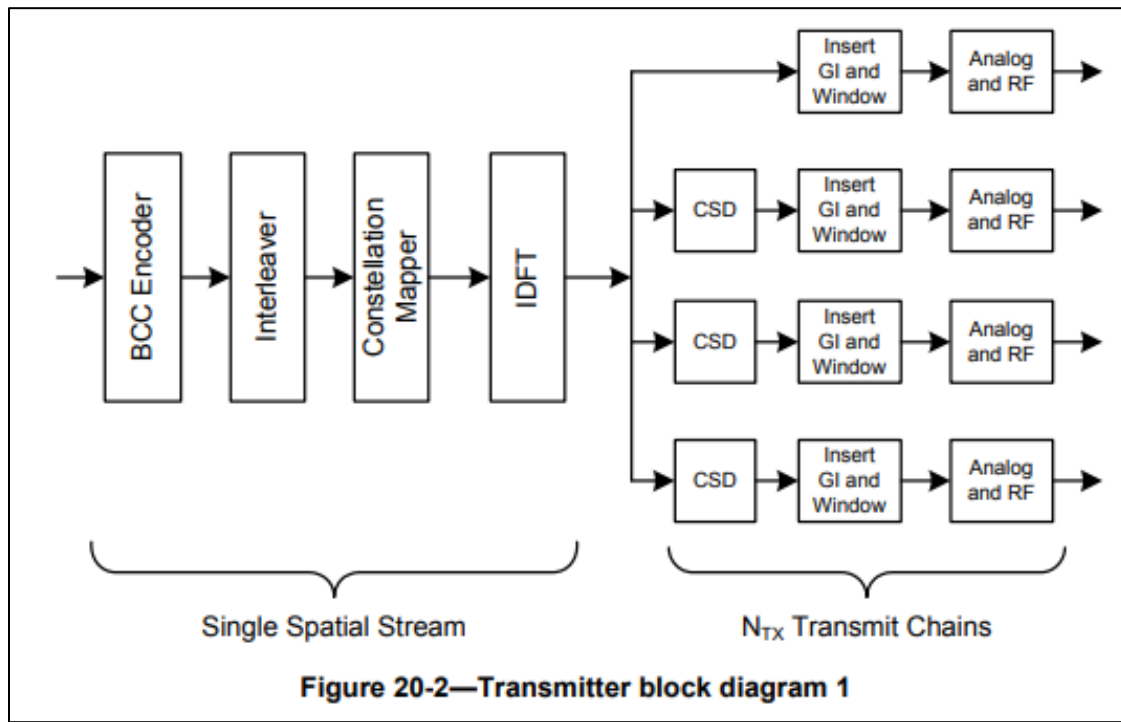 Insert
GI and
Window
Analog
and RF
BCC Encoder
Interleaver
Constellation
Mapper
IDFT
CSD
Insert
GI and
Window
Analog
and RF
CSD
Insert
GI and
Window
Analog
and RF
CSD
Insert
GI and
Window
Analog
and RF
Single Spatial Stream
NTX Transmit Chains
Figure 20-2—Transmitter block diagram 1